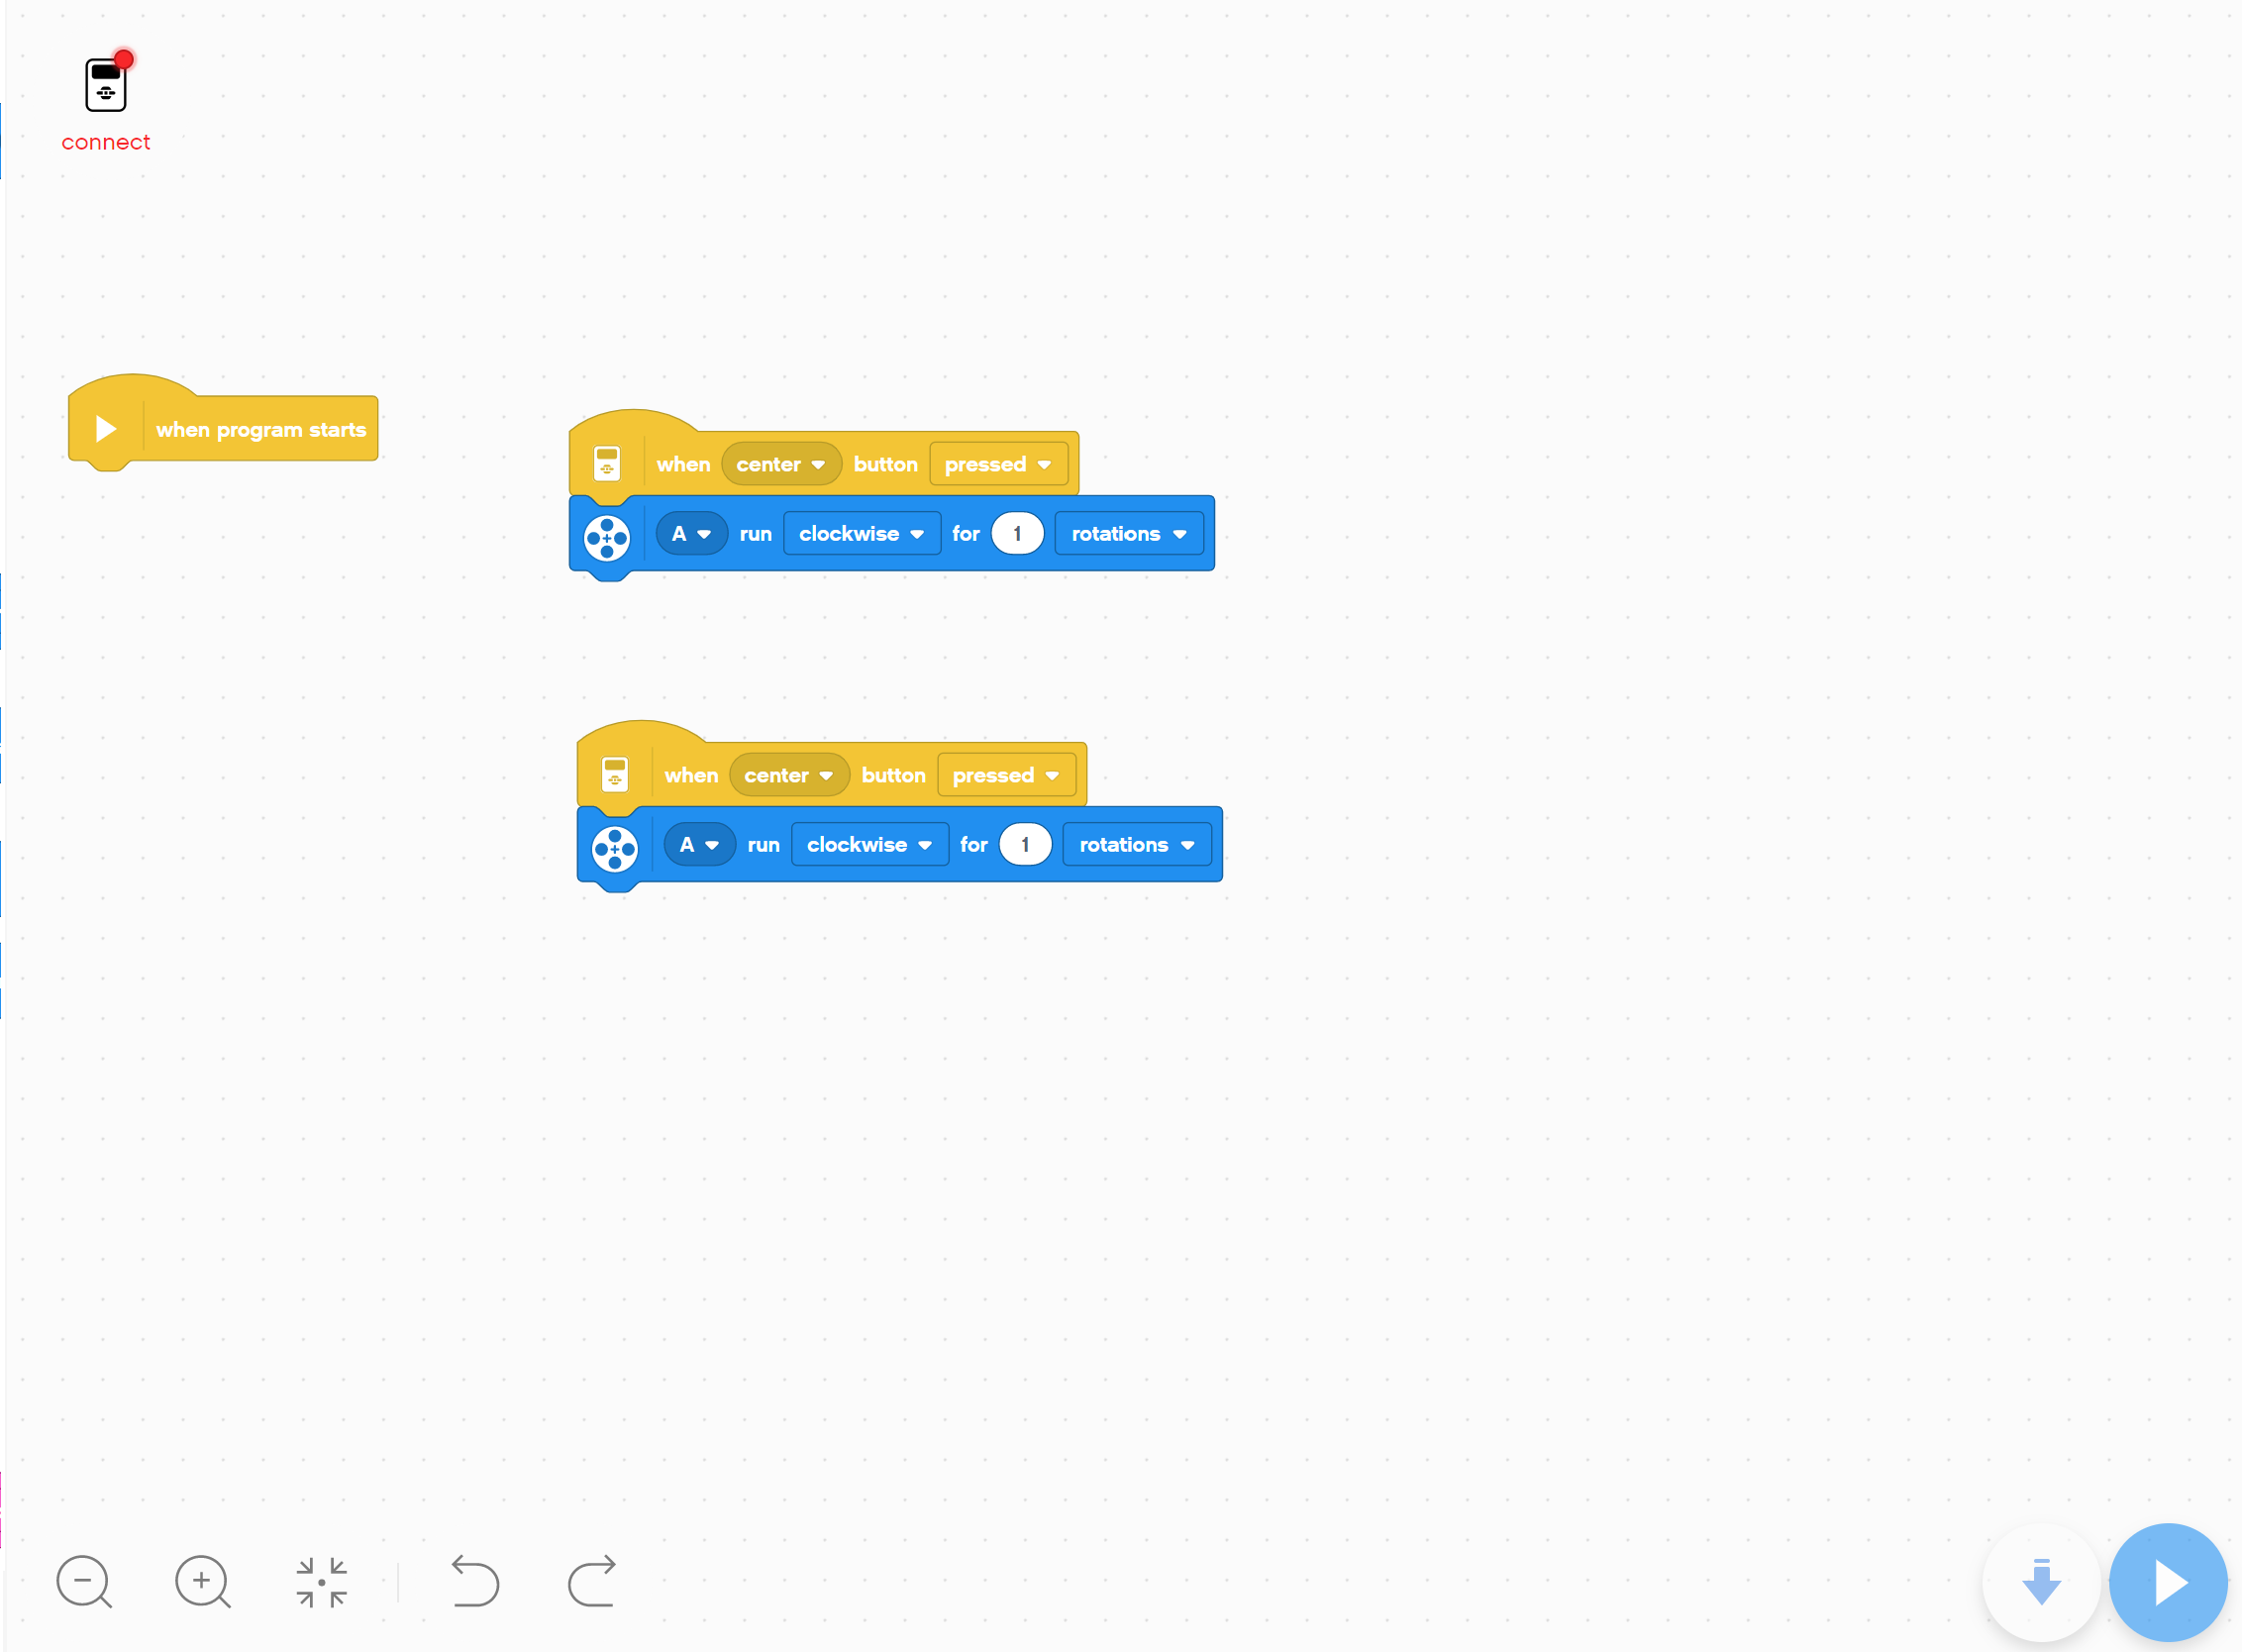 connect
when program starts
when center button pressed
A run clockwise for 1 rotations
when center button pressed
A run clockwise for 1 rotations